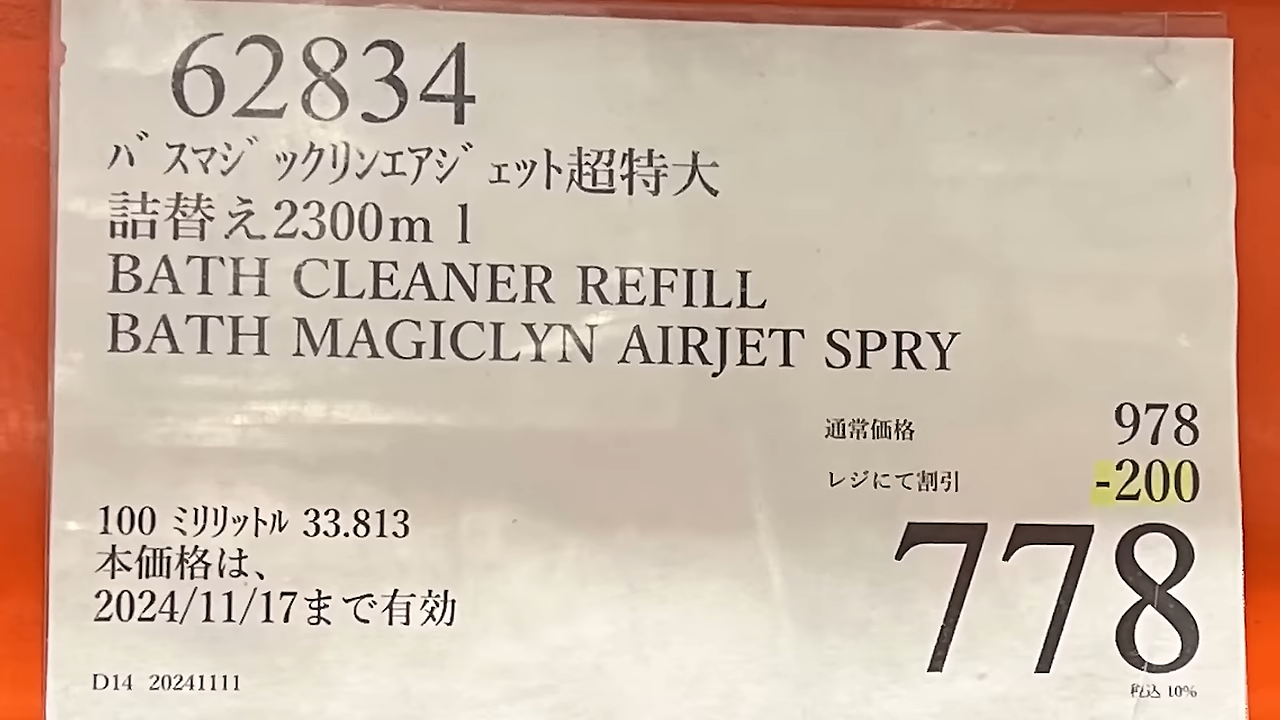 62834
バスマジックリンエアジェット超特大
詰替え2300ml
BATH CLEANER REFILL
BATH MAGICLYN AIRJET SPRY
通常価格 978
レジにて割引 -200
778
税込 10%
100 ミリリットル 33.813
本価格は、
2024/11/17まで有効
D14 20241111